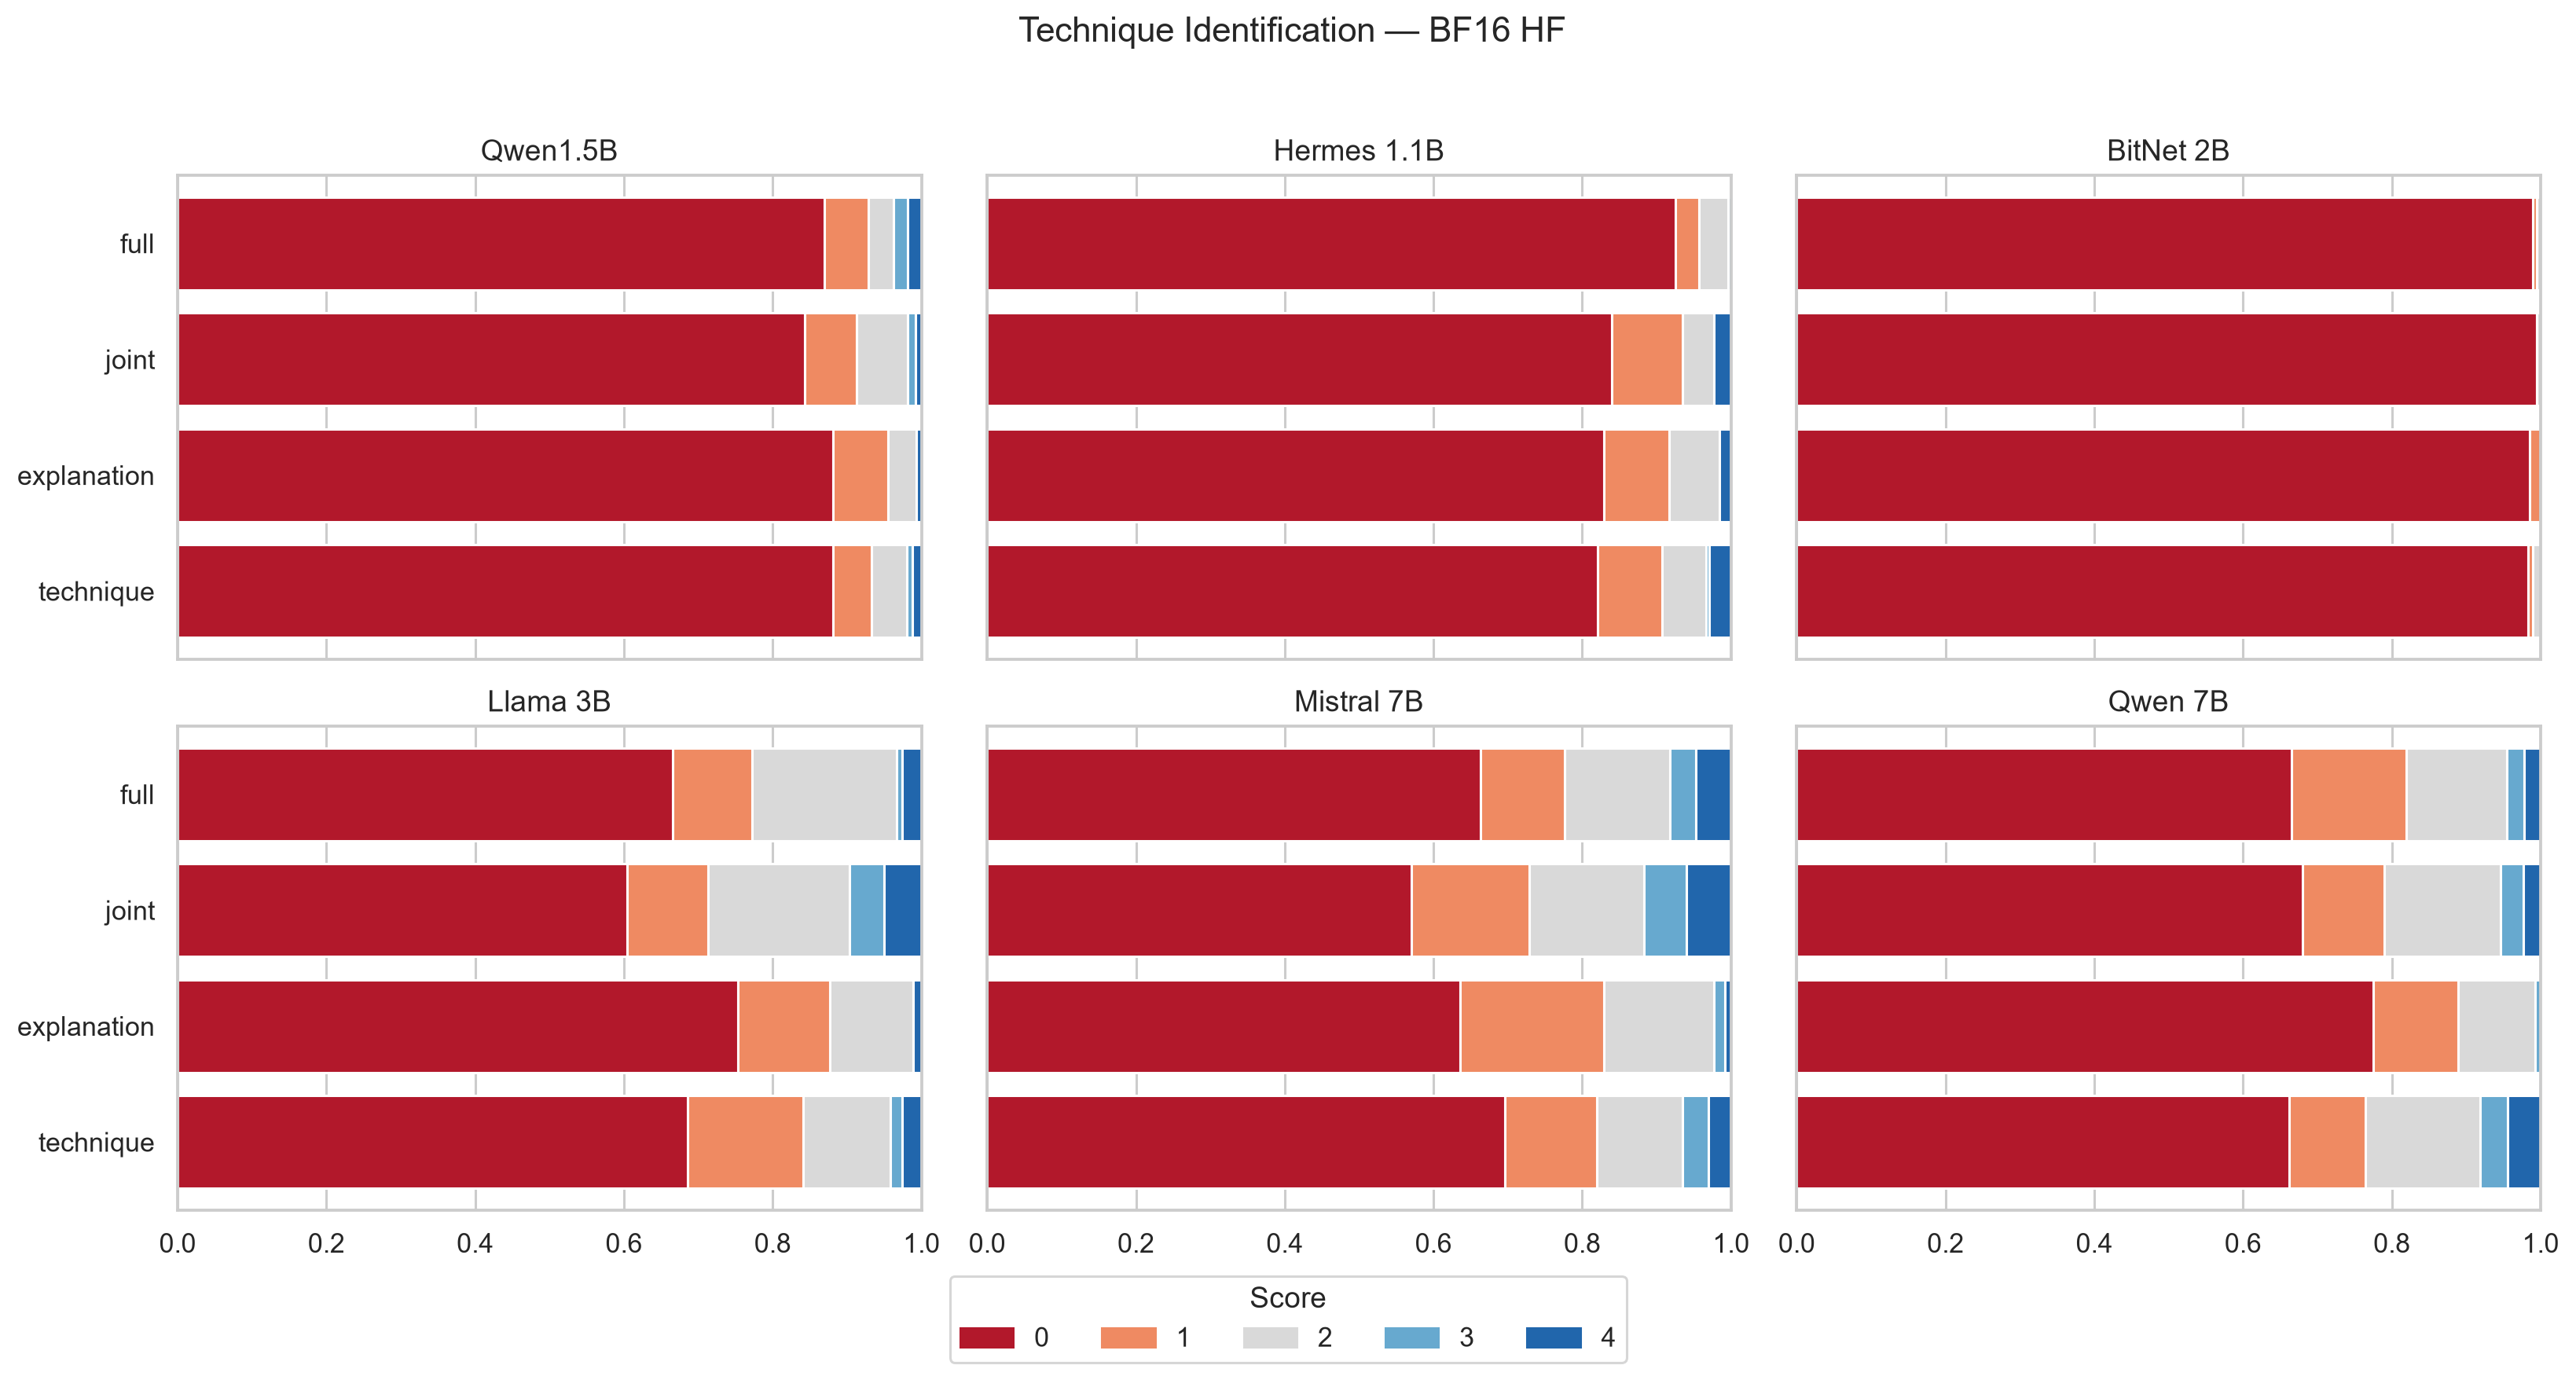 Technique Identification — BF16 HF
Qwen1.5B
Hermes 1.1B
BitNet 2B
full
joint
explanation
technique
Llama 3B
Mistral 7B
Qwen 7B
full
joint
explanation
technique
0.0 0.2 0.4 0.6 0.8 1.0
0.0 0.2 0.4 0.6 0.8 1.0
0.0 0.2 0.4 0.6 0.8 1.0
Score
0 1 2 3 4